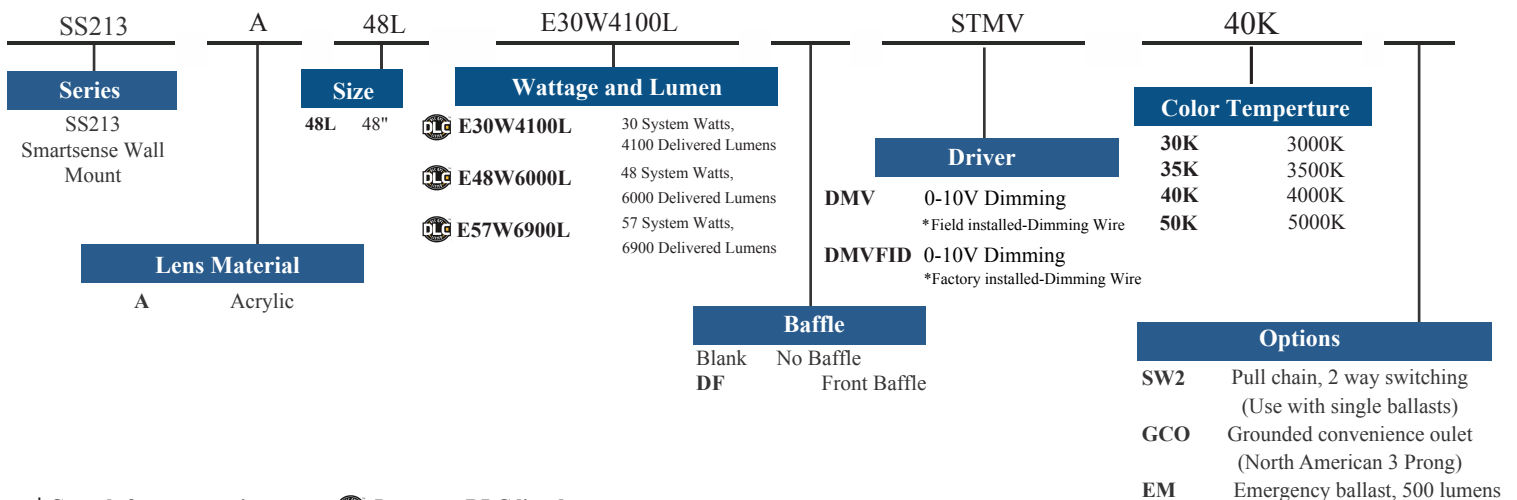 SS213 A 48L E30W4100L STMV 40K
Series
SS213
Smartsense Wall
Mount
Lens Material
A Acrylic
Size
48L 48"
Wattage and Lumen
DLC E30W4100L 30 System Watts,
4100 Delivered Lumens
DLC E48W6000L 48 System Watts,
6000 Delivered Lumens
DLC E57W6900L 57 System Watts,
6900 Delivered Lumens
Baffle
Blank No Baffle
DF Front Baffle
Driver
DMV 0-10V Dimming
*Field installed-Dimming Wire
DMVFID 0-10V Dimming
*Factory installed-Dimming Wire
Color Temperture
30K 3000K
35K 3500K
40K 4000K
50K 5000K
Options
SW2 Pull chain, 2 way switching
(Use with single ballasts)
GCO Grounded convenience oulet
(North American 3 Prong)
EM Emergency ballast, 500 lumens